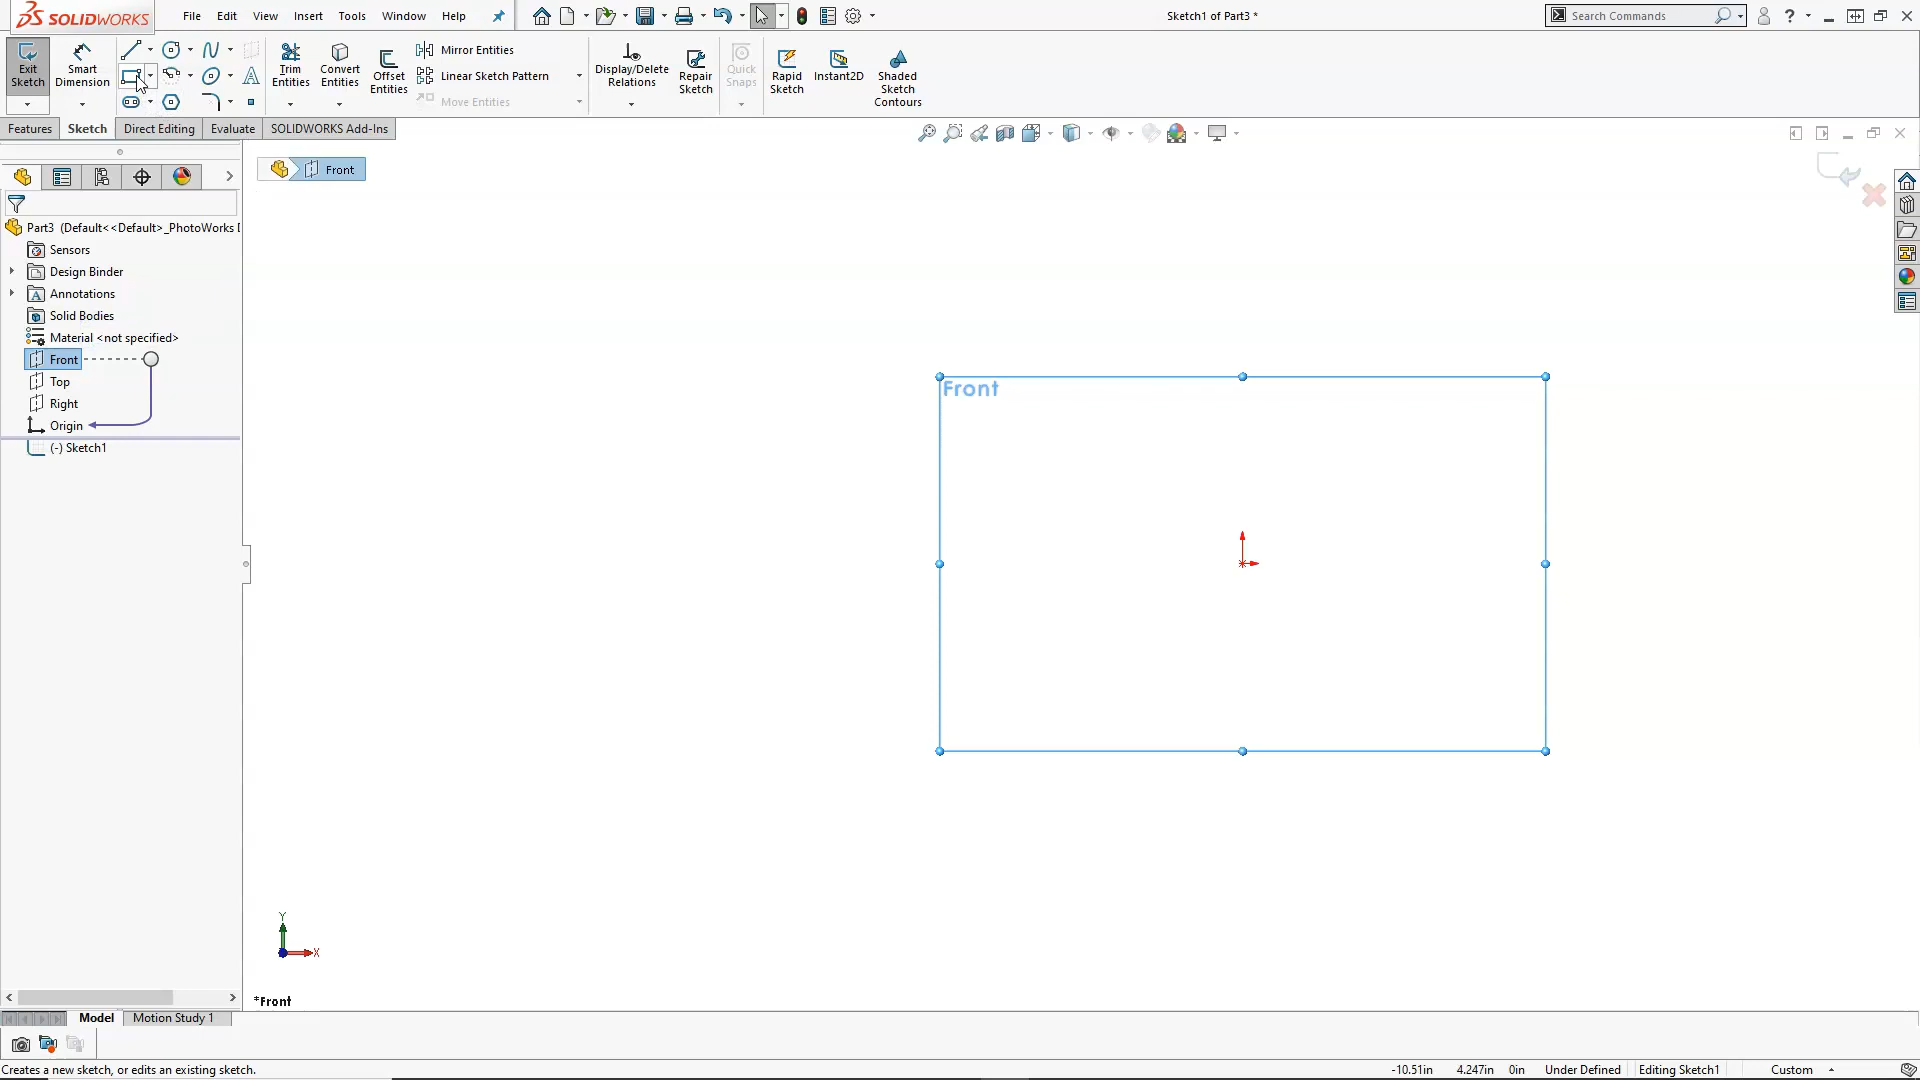 SOLIDWORKS
File
Edit
View
Insert
Tools
Window
Help
Sketch1 of Part3 *
Search Commands
?
Exit
Sketch
Smart
Dimension
Trim
Entities
Convert
Entities
Offset
Entities
Mirror Entities
Linear Sketch Pattern
Move Entities
Display/Delete
Relations
Repair
Sketch
Quick
Snaps
Rapid
Sketch
Instant2D
Shaded
Sketch
Contours
Features
Sketch
Direct Editing
Evaluate
SOLIDWORKS Add-Ins
Front
Part3 (Default<<Default>_PhotoWorks
Sensors
Design Binder
Annotations
Solid Bodies
Material <not specified>
Front
Top
Right
Origin
(-) Sketch1
Front
Y
X
*Front
Model
Motion Study 1
Creates a new sketch, or edits an existing sketch.
-10.51in
4.247in
0in
Under Defined
Editing Sketch1
Custom